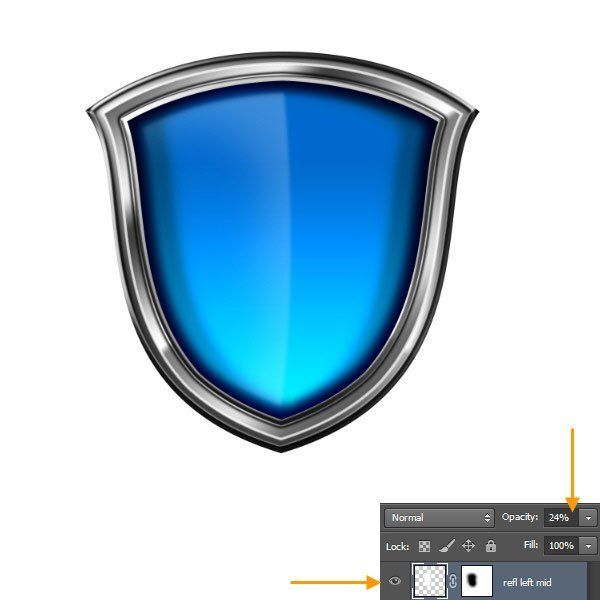 Normal Opacity: 24%
Lock: Fill: 100%
refl left mid